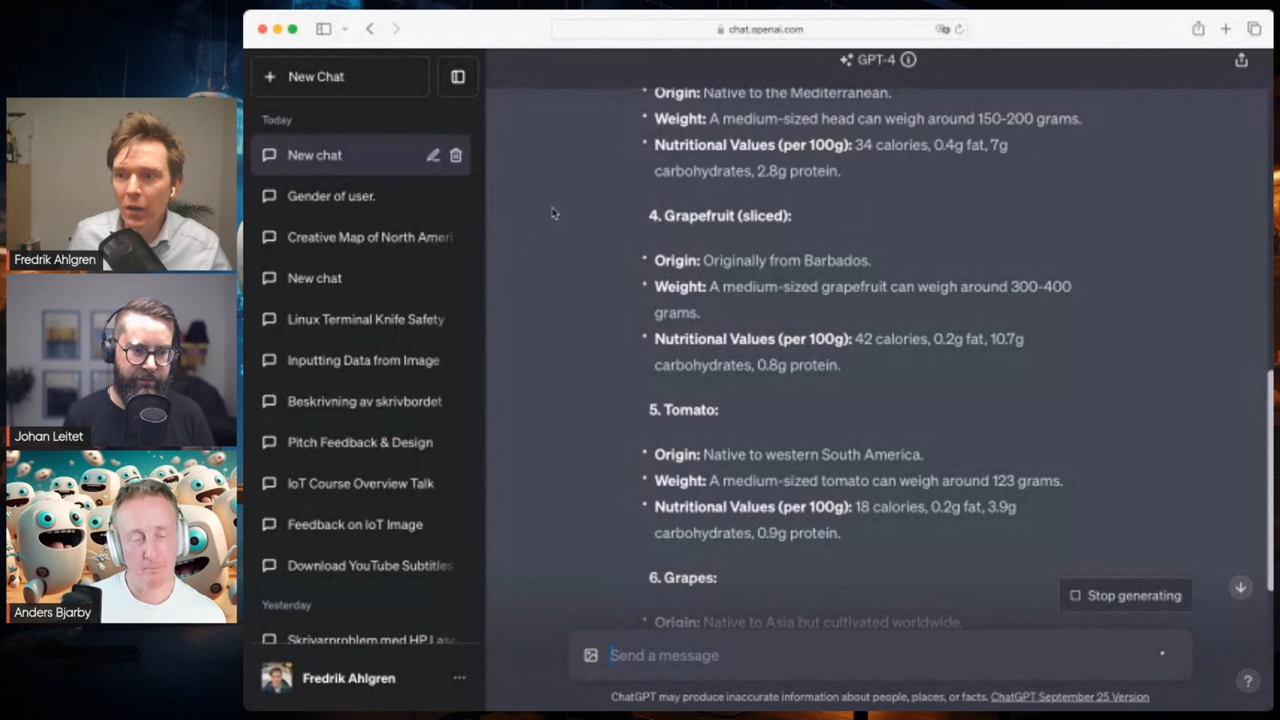 chat.openai.com
New Chat
GPT-4
Today
New chat
Gender of user.
Creative Map of North Ameri
New chat
Linux Terminal Knife Safety
Inputting Data from Image
Beskrivning av skrivbordet
Pitch Feedback & Design
IoT Course Overview Talk
Feedback on IoT Image
Download YouTube Subtitles
Yesterday
Skrivarproblem med HP Lase
Fredrik Ahlgren
Origin: Native to the Mediterranean.
Weight: A medium-sized head can weigh around 150-200 grams.
Nutritional Values (per 100g): 34 calories, 0.4g fat, 7g
carbohydrates, 2.8g protein.
4. Grapefruit (sliced):
Origin: Originally from Barbados.
Weight: A medium-sized grapefruit can weigh around 300-400
grams.
Nutritional Values (per 100g): 42 calories, 0.2g fat, 10.7g
carbohydrates, 0.8g protein.
5. Tomato:
Origin: Native to western South America.
Weight: A medium-sized tomato can weigh around 123 grams.
Nutritional Values (per 100g): 18 calories, 0.2g fat, 3.9g
carbohydrates, 0.9g protein.
6. Grapes:
Origin: Native to Asia but cultivated worldwide.
Stop generating
Send a message
ChatGPT may produce inaccurate information about people, places, or facts. ChatGPT September 25 Version
?
Fredrik Ahlgren
Johan Leitet
Anders Bjarby